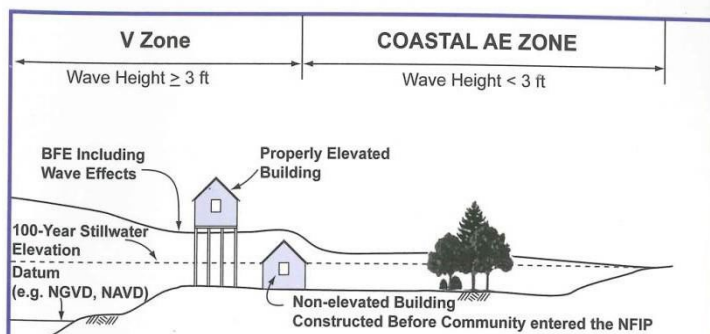 V Zone
COASTAL AE ZONE
Wave Height ≥ 3 ft
Wave Height < 3 ft
BFE Including
Wave Effects
Properly Elevated
Building
100-Year Stillwater
Elevation
Datum
(e.g. NGVD, NAVD)
Non-elevated Building
Constructed Before Community entered the NFIP